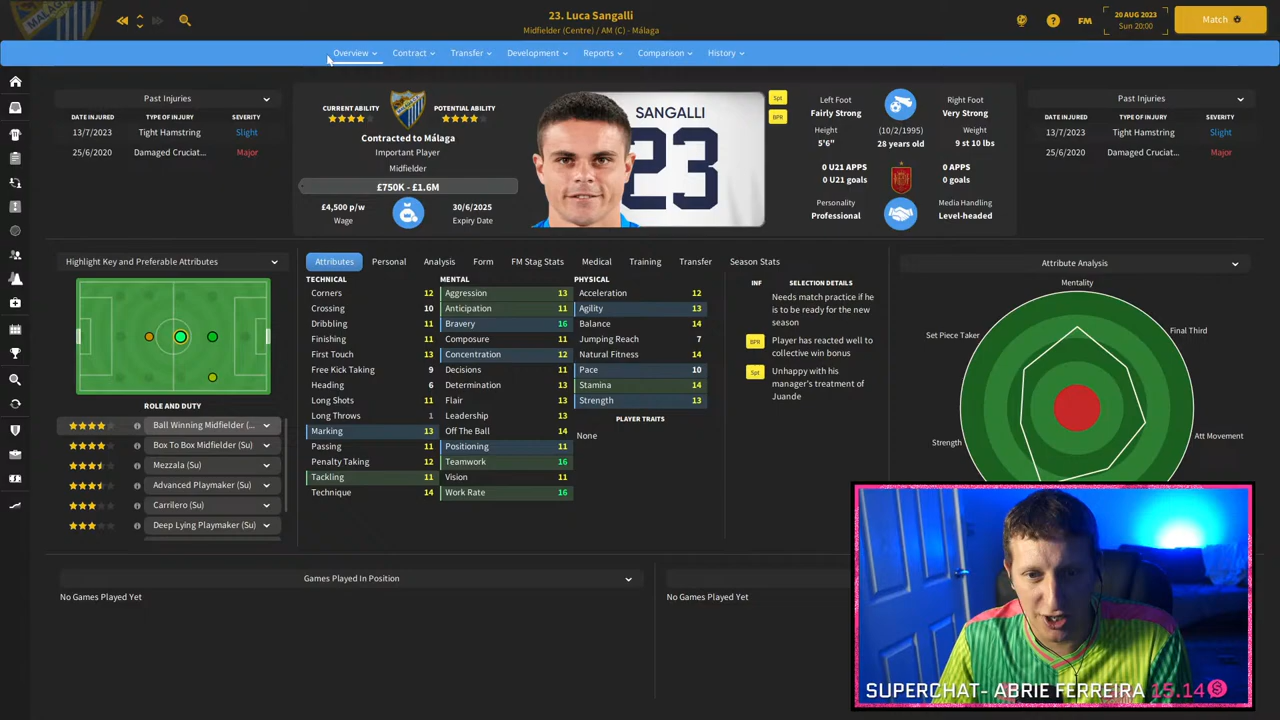 MALAGA
23. Luca Sangalli
Midfielder (Centre) / AM (C) - Málaga
FM
20 AUG 2023
Sun 20:00
Match
Overview
Contract
Transfer
Development
Reports
Comparison
History
Past Injuries
DATE INJURED TYPE OF INJURY SEVERITY
13/7/2023 Tight Hamstring Slight
25/6/2020 Damaged Cruciat... Major
CURRENT ABILITY
POTENTIAL ABILITY
Contracted to Málaga
Important Player
Midfielder
£750K - £1.6M
£4,500 p/w
Wage
30/6/2025
Expiry Date
SANGALLI
23
Spt
BPR
Left Foot
Fairly Strong
Right Foot
Very Strong
Height
5'6"
(10/2/1995)
28 years old
Weight
9 st 10 lbs
0 U21 APPS
0 U21 goals
0 APPS
0 goals
Personality
Professional
Media Handling
Level-headed
Past Injuries
DATE INJURED TYPE OF INJURY SEVERITY
13/7/2023 Tight Hamstring Slight
25/6/2020 Damaged Cruciat... Major
Highlight Key and Preferable Attributes
ROLE AND DUTY
Ball Winning Midfielder (...
Box To Box Midfielder (Su)
Mezzala (Su)
Advanced Playmaker (Su)
Carrilero (Su)
Deep Lying Playmaker (Su)
Attributes
Personal
Analysis
Form
FM Stag Stats
Medical
Training
Transfer
Season Stats
TECHNICAL
Corners 12
Crossing 10
Dribbling 11
Finishing 11
First Touch 13
Free Kick Taking 9
Heading 6
Long Shots 11
Long Throws 1
Marking 13
Passing 11
Penalty Taking 12
Tackling 11
Technique 14
MENTAL
Aggression 13
Anticipation 11
Bravery 16
Composure 11
Concentration 12
Decisions 11
Determination 13
Flair 13
Leadership 13
Off The Ball 14
Positioning 11
Teamwork 16
Vision 11
Work Rate 16
PHYSICAL
Acceleration 12
Agility 13
Balance 14
Jumping Reach 7
Natural Fitness 14
Pace 10
Stamina 14
Strength 13
PLAYER TRAITS
None
INF SELECTION DETAILS
Needs match practice if he
is to be ready for the new
season
BPR
Player has reacted well to
collective win bonus
Spt
Unhappy with his
manager's treatment of
Juande
Attribute Analysis
Mentality
Set Piece Taker
Final Third
Strength
Att Movement
Games Played In Position
No Games Played Yet
No Games Played Yet
SUPERCHAT- ABRIE FERREIRA 15.14